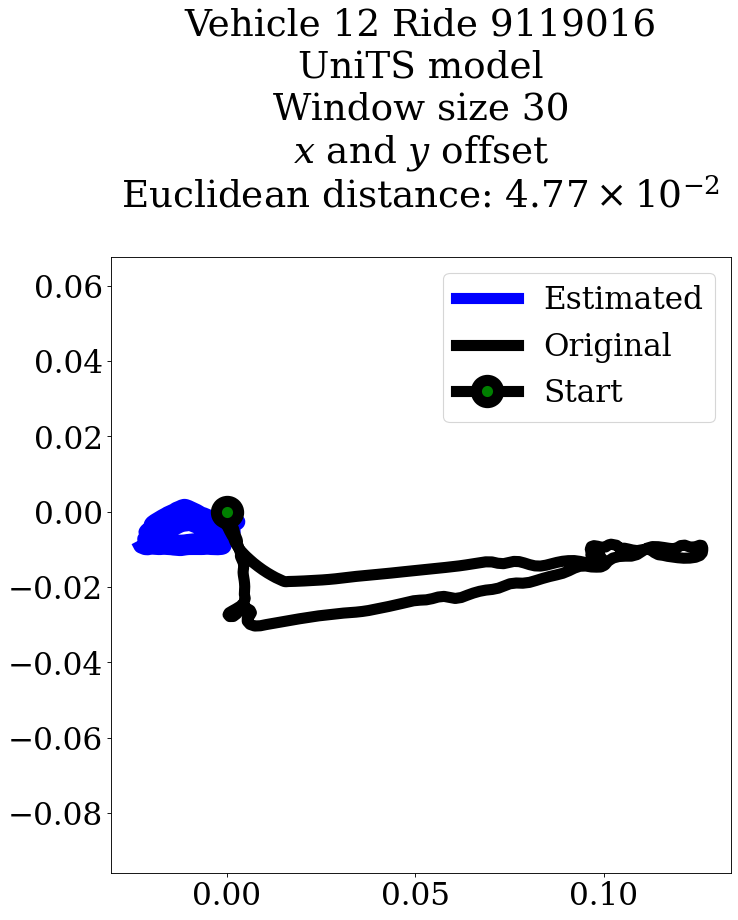 Vehicle 12 Ride 9119016
UniTS model
Window size 30
x and y offset
Euclidean distance: 4.77 × 10⁻²
Estimated
Original
Start
0.06
0.04
0.02
0.00
−0.02
−0.04
−0.06
−0.08
0.00 0.05 0.10